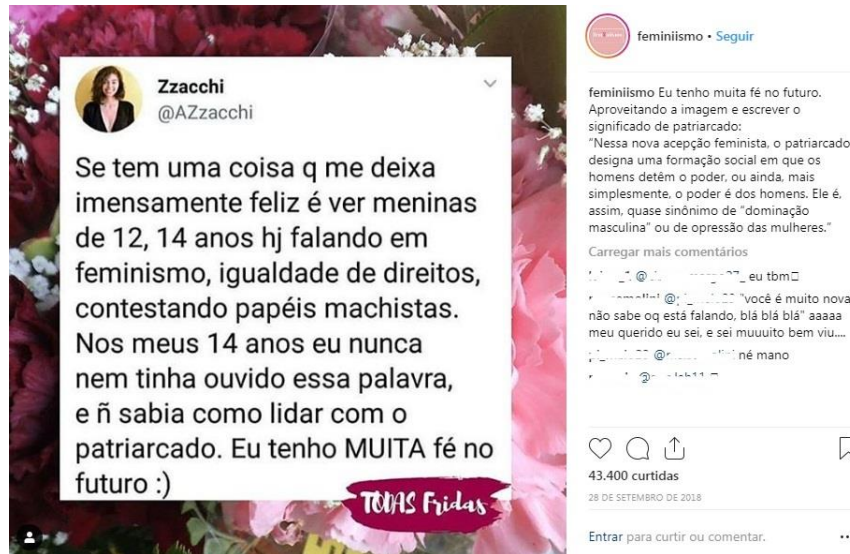 Zzacchi
@AZzacchi
Se tem uma coisa q me deixa
imensamente feliz é ver meninas
de 12, 14 anos hj falando em
feminismo, igualdade de direitos,
contestando papéis machistas.
Nos meus 14 anos eu nunca
nem tinha ouvido essa palavra,
e ñ sabia como lidar com o
patriarcado. Eu tenho MUITA fé no
futuro :)
TODAS Fridas
feminiismo • Seguir
feminiismo Eu tenho muita fé no futuro.
Aproveitando a imagem e escrever o
significado de patriarcado:
"Nessa nova acepção feminista, o patriarcado
designa uma formação social em que os
homens detêm o poder, ou ainda, mais
simplesmente, o poder é dos homens. Ele é,
assim, quase sinônimo de "dominação
masculina" ou de opressão das mulheres."
Carregar mais comentários
eu tbm
"você é muito nova
não sabe oq está falando, blá blá blá" aaaaa
meu querido eu sei, e sei muuuito bem viu....
né mano
43.400 curtidas
28 DE SETEMBRO DE 2018
Entrar para curtir ou comentar.